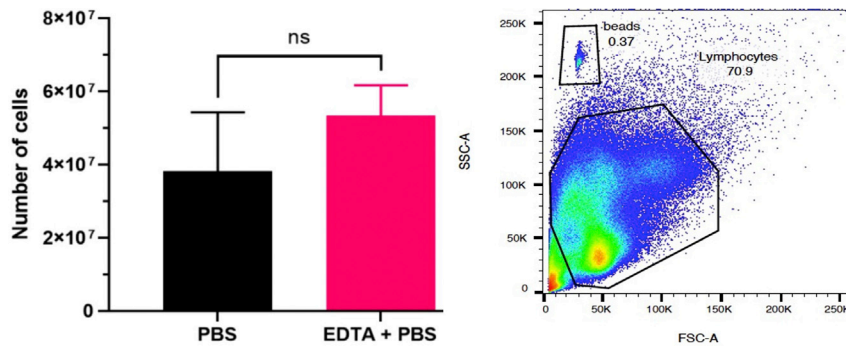 8×10⁷
6×10⁷
4×10⁷
2×10⁷
0
Number of cells
ns
PBS
EDTA + PBS
250K
200K
150K
100K
50K
0
SSC-A
beads
0.37
Lymphocytes
70.9
0
50K
100K
150K
200K
250K
FSC-A